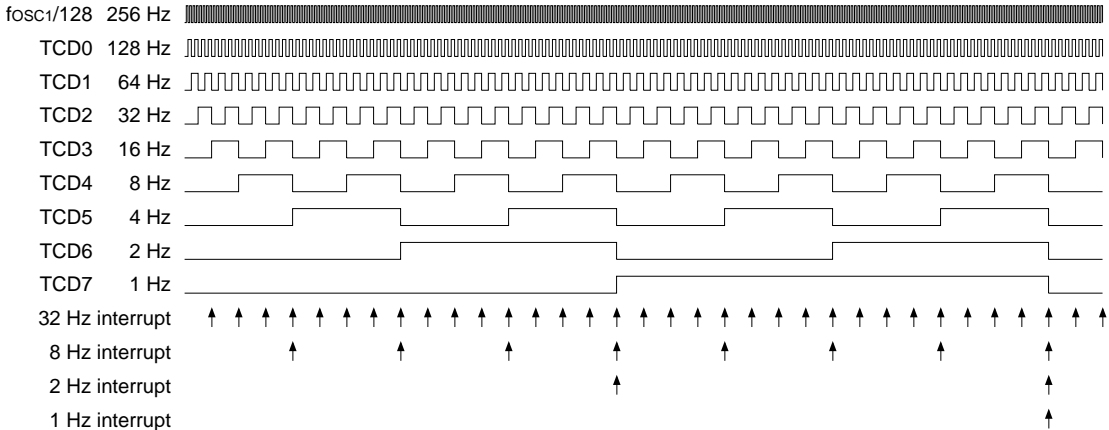 fOSC1/128 256 Hz
TCD0 128 Hz
TCD1 64 Hz
TCD2 32 Hz
TCD3 16 Hz
TCD4 8 Hz
TCD5 4 Hz
TCD6 2 Hz
TCD7 1 Hz
32 Hz interrupt
8 Hz interrupt
2 Hz interrupt
1 Hz interrupt